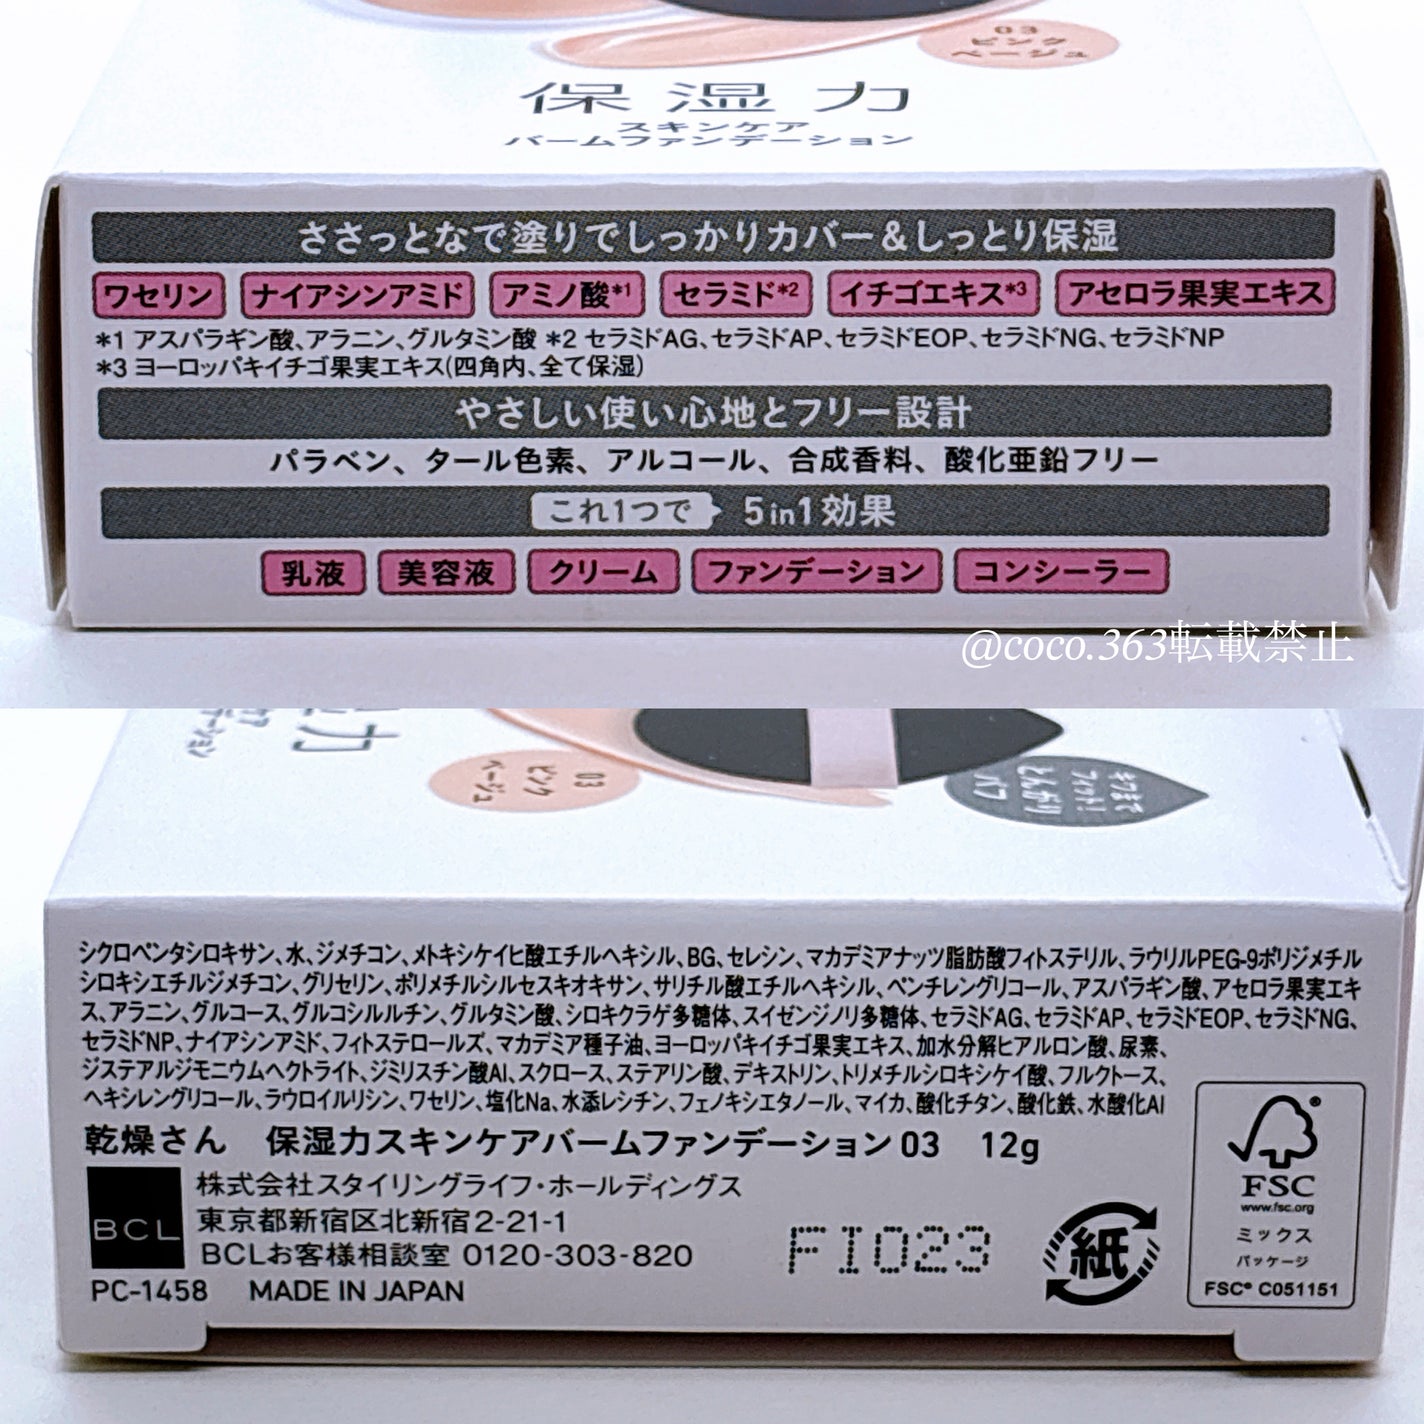 03
ピンク
ベージュ
保湿力
スキンケア
バームファンデーション
ささっとなで塗りでしっかりカバー＆しっとり保湿
ワセリン ナイアシンアミド アミノ酸*1 セラミド*2 イチゴエキス*3 アセロラ果実エキス
*1 アスパラギン酸、アラニン、グルタミン酸 *2 セラミドAG、セラミドAP、セラミドEOP、セラミドNG、セラミドNP
*3 ヨーロッパキイチゴ果実エキス(四角内、全て保湿)
やさしい使い心地とフリー設計
パラベン、タール色素、アルコール、合成香料、酸化亜鉛フリー
これ1つで 5in1効果
乳液 美容液 クリーム ファンデーション コンシーラー
@coco.363転載禁止
力
03
ピンク
ベージュ
キワまで
フィット!
とんがり
パフ
シクロペンタシロキサン、水、ジメチコン、メトキシケイヒ酸エチルヘキシル、BG、セレシン、マカデミアナッツ脂肪酸フィトステリル、ラウリルPEG-9ポリジメチル
シロキシエチルジメチコン、グリセリン、ポリメチルシルセスキオキサン、サリチル酸エチルヘキシル、ペンチレングリコール、アスパラギン酸、アセロラ果実エキ
ス、アラニン、グルコース、グルコシルルチン、グルタミン酸、シロキクラゲ多糖体、スイゼンジノリ多糖体、セラミドAG、セラミドAP、セラミドEOP、セラミドNG、
セラミドNP、ナイアシンアミド、フィトステロールズ、マカデミア種子油、ヨーロッパキイチゴ果実エキス、加水分解ヒアルロン酸、尿素、
ジステアルジモニウムヘクトライト、ジミリスチン酸Al、スクロース、ステアリン酸、デキストリン、トリメチルシロキシケイ酸、フルクトース、
ヘキシレングリコール、ラウロイルリシン、ワセリン、塩化Na、水添レシチン、フェノキシエタノール、マイカ、酸化チタン、酸化鉄、水酸化Al
乾燥さん 保湿力スキンケアバームファンデーション03 12g
BCL
株式会社スタイリングライフ・ホールディングス
東京都新宿区北新宿2-21-1
BCLお客様相談室 0120-303-820
PC-1458 MADE IN JAPAN
FI023
紙
FSC®
www.fsc.org
ミックス
パッケージ
FSC® C051151